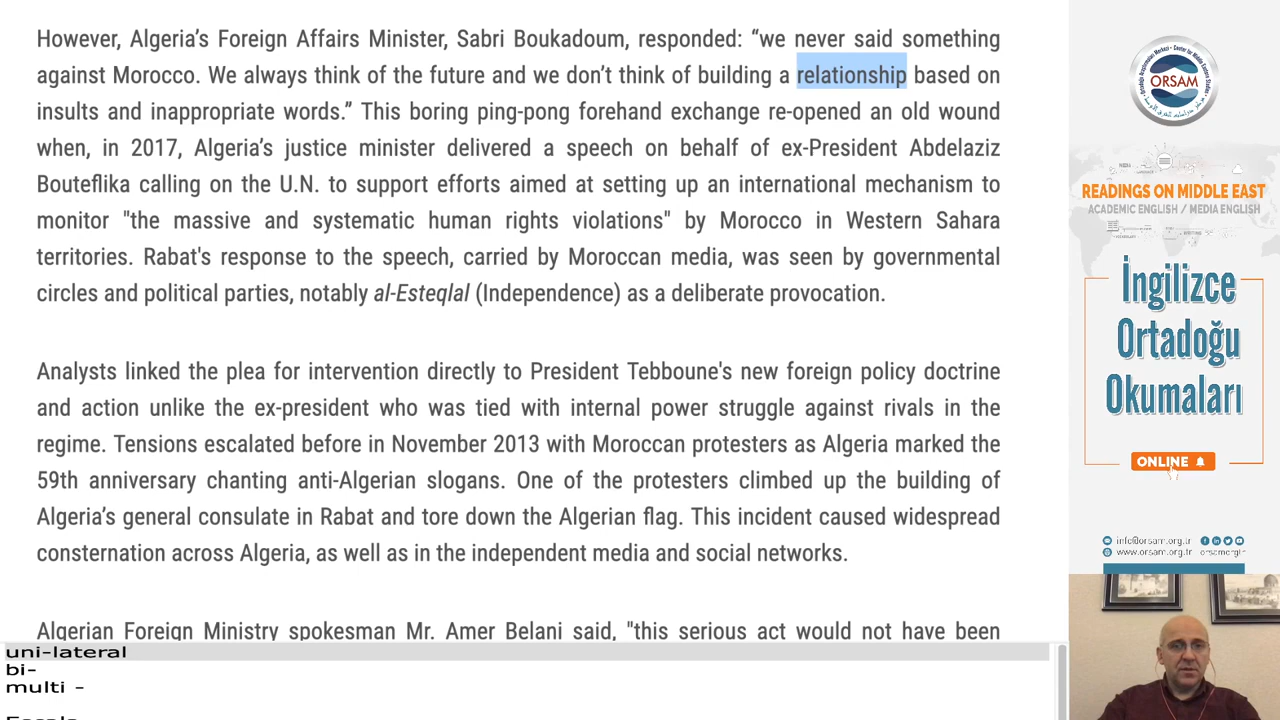 However, Algeria’s Foreign Affairs Minister, Sabri Boukadoum, responded: “we never said something
against Morocco. We always think of the future and we don’t think of building a relationship based on
insults and inappropriate words.” This boring ping-pong forehand exchange re-opened an old wound
when, in 2017, Algeria’s justice minister delivered a speech on behalf of ex-President Abdelaziz
Bouteflika calling on the U.N. to support efforts aimed at setting up an international mechanism to
monitor "the massive and systematic human rights violations" by Morocco in Western Sahara
territories. Rabat's response to the speech, carried by Moroccan media, was seen by governmental
circles and political parties, notably al-Esteqlal (Independence) as a deliberate provocation.
Analysts linked the plea for intervention directly to President Tebboune's new foreign policy doctrine
and action unlike the ex-president who was tied with internal power struggle against rivals in the
regime. Tensions escalated before in November 2013 with Moroccan protesters as Algeria marked the
59th anniversary chanting anti-Algerian slogans. One of the protesters climbed up the building of
Algeria’s general consulate in Rabat and tore down the Algerian flag. This incident caused widespread
consternation across Algeria, as well as in the independent media and social networks.
Algerian Foreign Ministry spokesman Mr. Amer Belani said, "this serious act would not have been
uni-lateral
bi-
multi -
ORSAM
READINGS ON MIDDLE EAST
ACADEMIC ENGLISH / MEDIA ENGLISH
İngilizce
Ortadoğu
Okumaları
ONLINE
info@orsam.org.tr
www.orsam.org.tr orsamorgtr